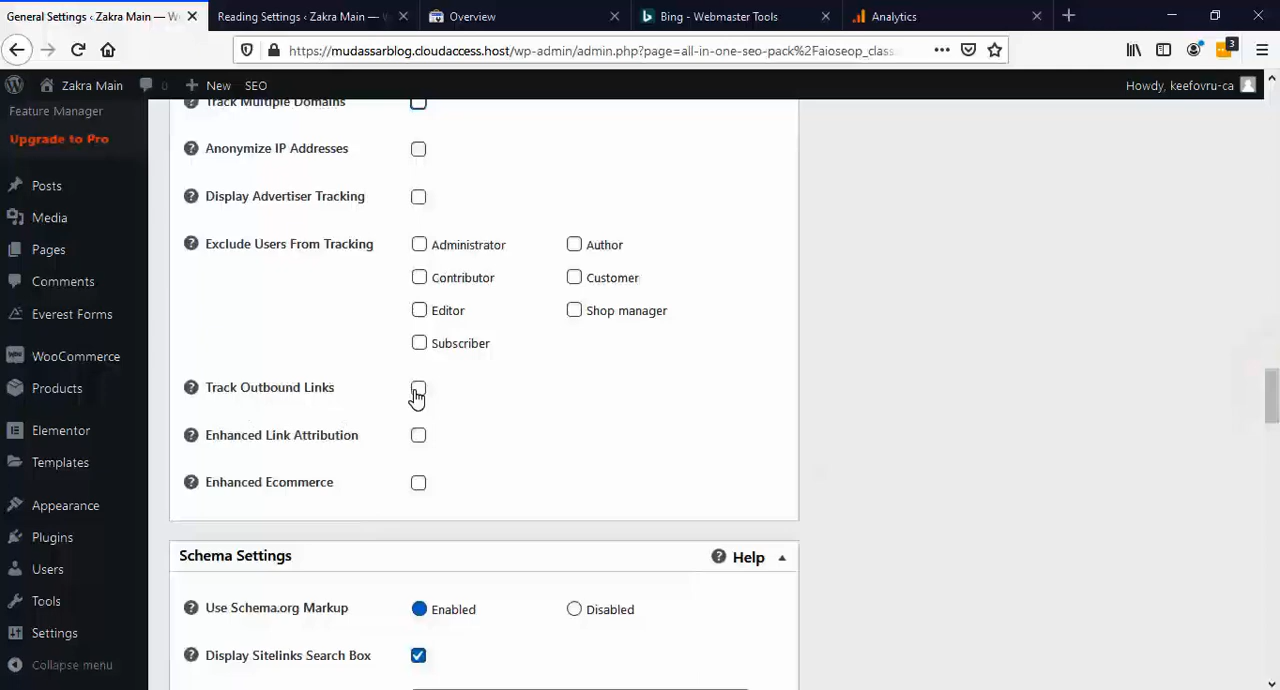 General Settings ‹ Zakra Main — W
Reading Settings ‹ Zakra Main —
Overview
Bing - Webmaster Tools
Analytics
https://mudassarblog.cloudaccess.host/wp-admin/admin.php?page=all-in-one-seo-pack%2Faioseop_class
3
Zakra Main
0
New
SEO
Howdy, keefovru-ca
Feature Manager
Upgrade to Pro
Posts
Media
Pages
Comments
Everest Forms
WooCommerce
Products
Elementor
Templates
Appearance
Plugins
Users
Tools
Settings
Collapse menu
Track Multiple Domains
Anonymize IP Addresses
Display Advertiser Tracking
Exclude Users From Tracking
Administrator
Author
Contributor
Customer
Editor
Shop manager
Subscriber
Track Outbound Links
Enhanced Link Attribution
Enhanced Ecommerce
Schema Settings
Help
Use Schema.org Markup
Enabled
Disabled
Display Sitelinks Search Box